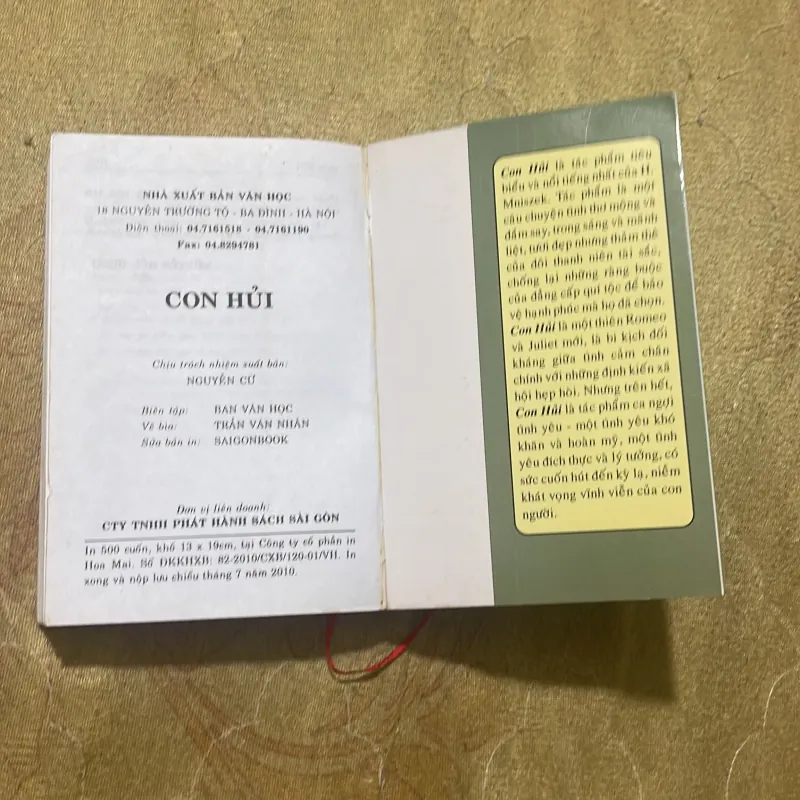 NHÀ XUẤT BẢN VĂN HỌC
18 NGUYỄN TRƯỜNG TỘ - BA ĐÌNH - HÀ NỘI
Điện thoại: 04.7161518 - 04.7161190
Fax: 04.8294781
CON HỦI
Chịu trách nhiệm xuất bản:
NGUYỄN CỪ
Biên tập: BAN VĂN HỌC
Vẽ bìa: TRẦN VĂN NHÂN
Sửa bản in: SAIGONBOOK
Đơn vị liên doanh:
CTY TNHH PHÁT HÀNH SÁCH SÀI GÒN
In 500 cuốn, khổ 13 x 19cm, tại Công ty cổ phần in
Hoa Mai. Số ĐKKHXB: 82-2010/CXB/120-01/VH. In
xong và nộp lưu chiểu tháng 7 năm 2010.
Con Hủi là tác phẩm tiêu
biểu và nổi tiếng nhất của H.
Mniszek. Tác phẩm là một
câu chuyện tình thơ mộng và
đắm say, trong sáng và mãnh
liệt, tươi đẹp nhưng thảm thê
của đôi thanh niên tài sắc,
chống lại những ràng buộc
của đẳng cấp quí tộc để bảo
vệ hạnh phúc mà họ đã chọn.
Con Hủi là một thiên Romeo
và Juliet mới, là bi kịch đối
kháng giữa tình cảm chân
chính với những định kiến xã
hội hẹp hòi. Nhưng trên hết,
Con Hủi là tác phẩm ca ngợi
tình yêu - một tình yêu khó
khăn và hoàn mỹ, một tình
yêu đích thực và lý tưởng, có
sức cuốn hút đến kỳ lạ, niềm
khát vọng vĩnh viễn của con
người.